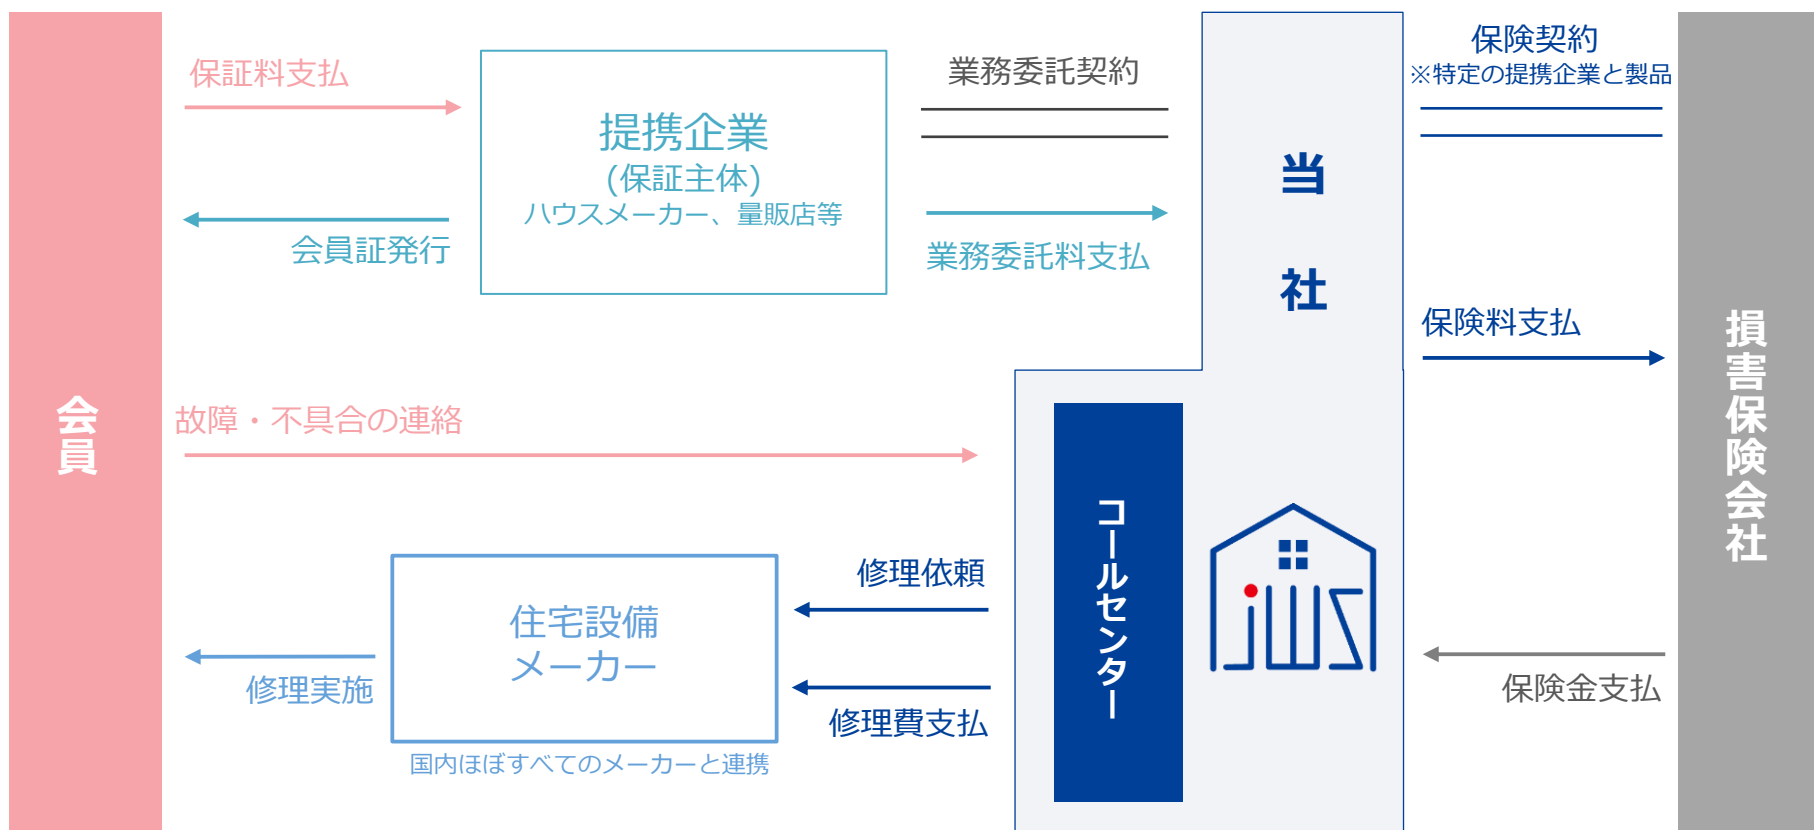 会員
保証料支払
会員証発行
提携企業
(保証主体)
ハウスメーカー、量販店等
業務委託契約
業務委託料支払
当社
保険契約
※特定の提携企業と製品
保険料支払
損害保険会社
故障・不具合の連絡
コールセンター
jws
修理依頼
修理費支払
住宅設備
メーカー
国内ほぼすべてのメーカーと連携
修理実施
保険金支払